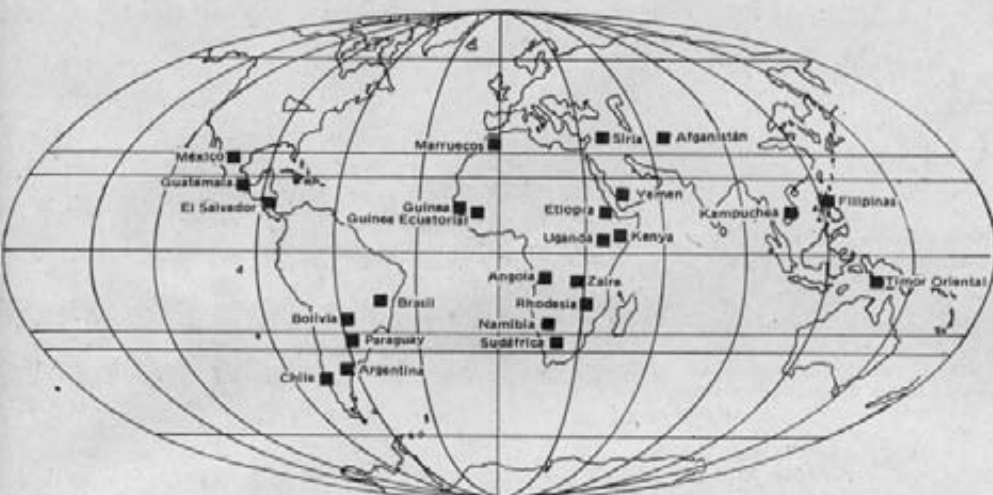 Marruecos
Siria
Afganistán
México
Guatemala
El Salvador
Yemen
Guinea
Guinea Ecuatorial
Etiopía
Kampuchea
Filipinas
Uganda
Kenya
Angola
Zaire
Timor Oriental
Brasil
Rhodesia
Bolivia
Namibia
Paraguay
Sudáfrica
Argentina
Chile